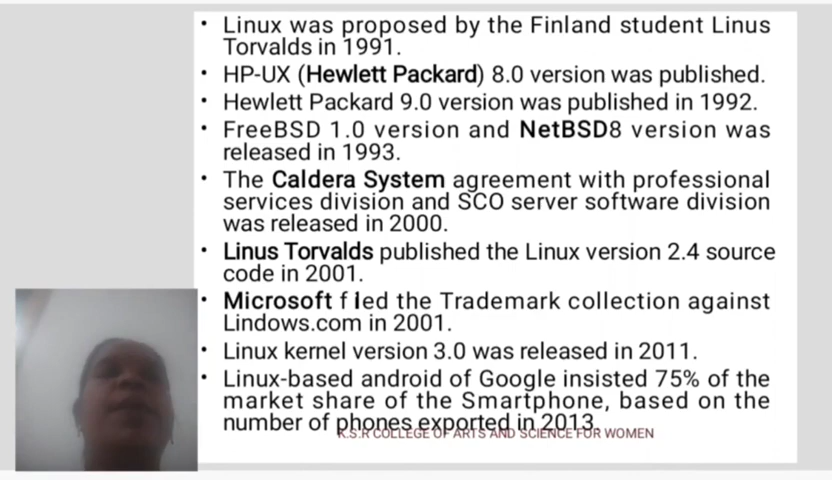 • Linux was proposed by the Finland student Linus
Torvalds in 1991.
• HP-UX (Hewlett Packard) 8.0 version was published.
• Hewlett Packard 9.0 version was published in 1992.
• FreeBSD 1.0 version and NetBSD8 version was
released in 1993.
• The Caldera System agreement with professional
services division and SCO server software division
was released in 2000.
• Linus Torvalds published the Linux version 2.4 source
code in 2001.
• Microsoft f led the Trademark collection against
Lindows.com in 2001.
• Linux kernel version 3.0 was released in 2011.
• Linux-based android of Google insisted 75% of the
market share of the Smartphone, based on the
number of phones exported in 2013.
K.S.R COLLEGE OF ARTS AND SCIENCE FOR WOMEN